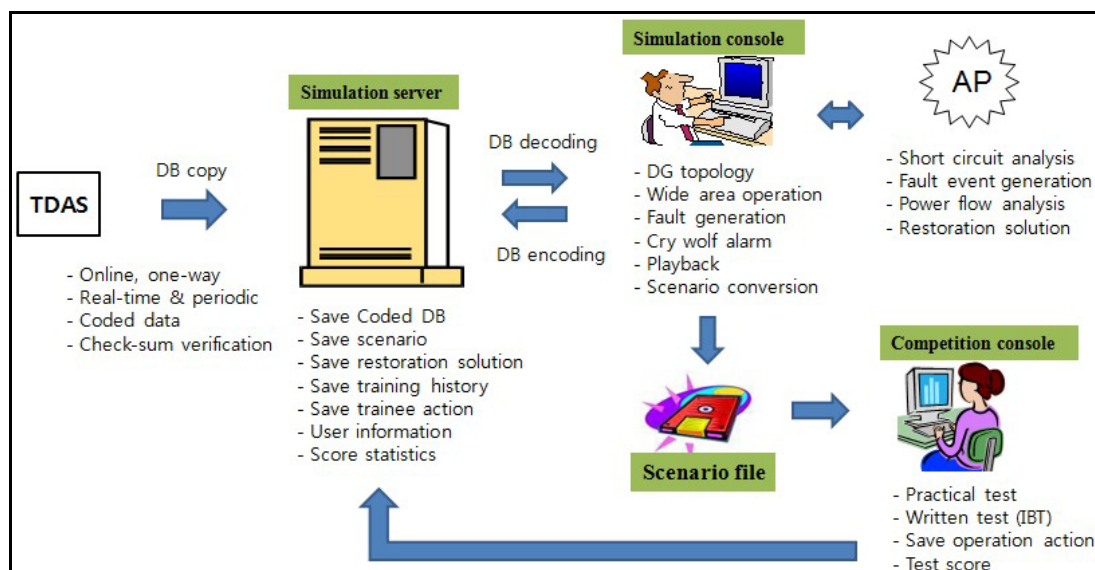 Simulation console
AP
Simulation server
DB decoding
- Short circuit analysis
- Fault event generation
- Power flow analysis
- Restoration solution
DB copy
- DG topology
- Wide area operation
- Fault generation
- Cry wolf alarm
- Playback
- Scenario conversion
TDAS
DB encoding
- Online, one-way
- Real-time & periodic
- Coded data
- Check-sum verification
- Save Coded DB
- Save scenario
- Save restoration solution
- Save training history
- Save trainee action
- User information
- Score statistics
Competition console
Scenario file
- Practical test
- Written test (IBT)
- Save operation action
- Test score